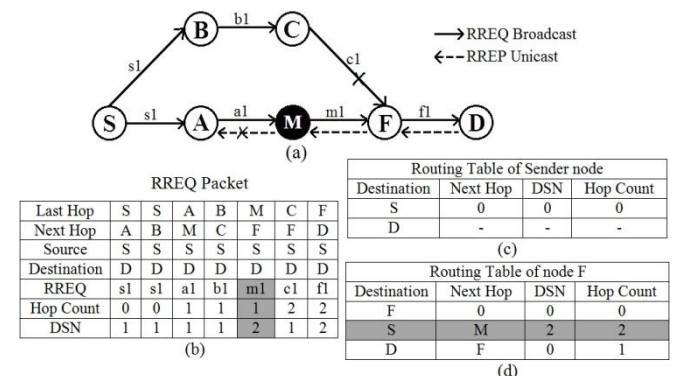 b1
B
C
RREQ Broadcast
RREP Unicast
s1
c1
S
s1
A
a1
M
m1
F
f1
D
(a)
RREQ Packet
Last Hop S S A B M C F
Next Hop A B M C F F D
Source S S S S S S S
Destination D D D D D D D
RREQ s1 s1 a1 b1 m1 c1 f1
Hop Count 0 0 1 1 1 2 2
DSN 1 1 1 1 2 1 2
(b)
Routing Table of Sender node
Destination Next Hop DSN Hop Count
S 0 0 0
D - - -
(c)
Routing Table of node F
Destination Next Hop DSN Hop Count
F 0 0 0
S M 2 2
D F 0 1
(d)